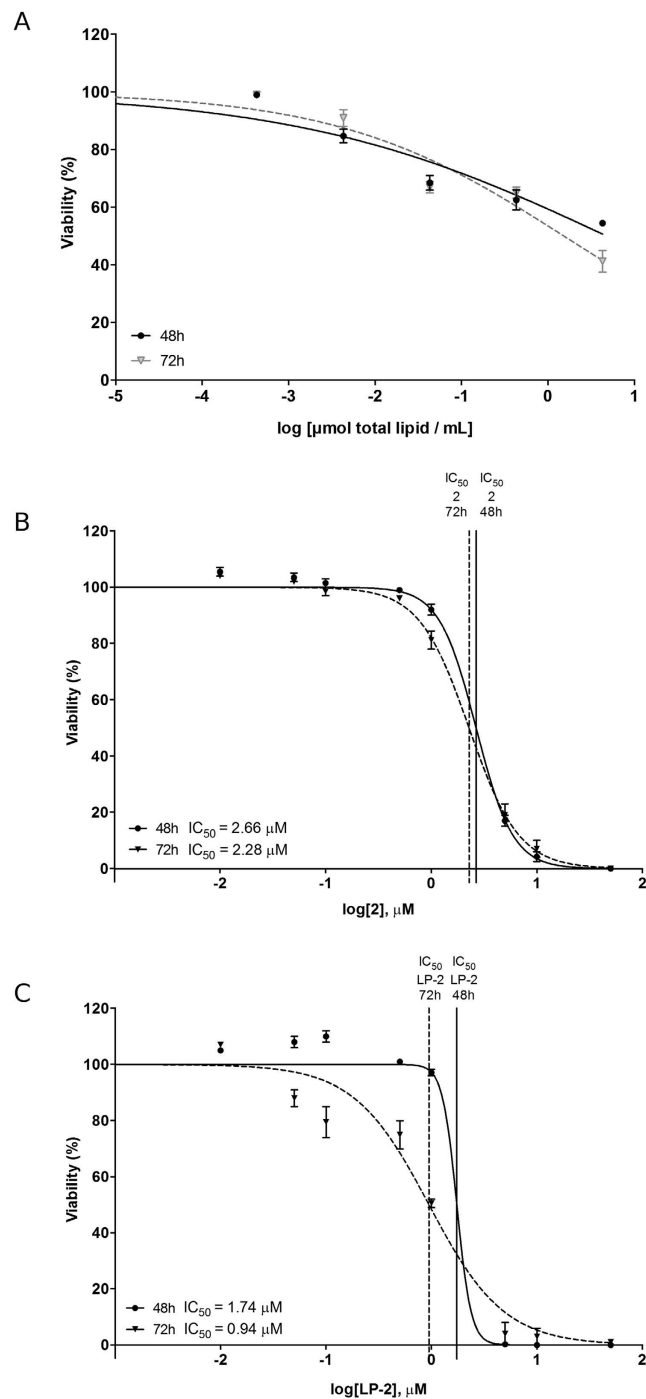 A
120
100
80
60
40
20
0
Viability (%)
48h
72h
-5 -4 -3 -2 -1 0 1
log [µmol total lipid / mL]
IC50 IC50
2 2
72h 48h
B
120
100
80
60
40
20
0
Viability (%)
48h IC50 = 2.66 µM
72h IC50 = 2.28 µM
-1 0 1 2
log[2], µM
IC50 IC50
LP-2 LP-2
72h 48h
C
120
100
80
60
40
20
0
Viability (%)
48h IC50 = 1.74 µM
72h IC50 = 0.94 µM
-1 0 1 2
log[LP-2], µM